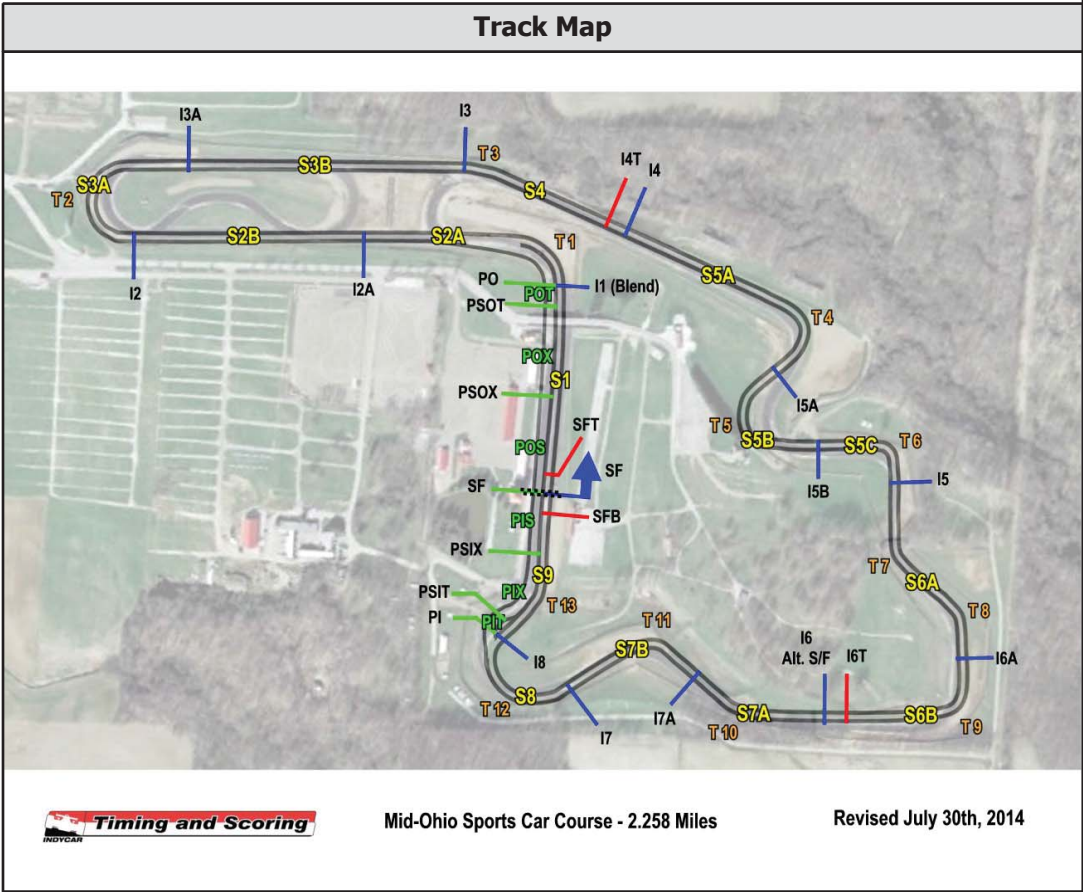 Track Map
I3A
I3
T 3
I4T
I4
S3B
S3A
S4
T 2
S2B
S2A
T 1
S5A
I2
I2A
PO
I1 (Blend)
POT
PSOT
T 4
POX
S1
PSOX
I5A
SFT
T 5
S5B
S5C
T 6
POS
SF
SF
I5B
I5
PIS
SFB
PSIX
T 7
S9
S6A
PSIT
PIX
T 13
T 8
PI
PIT
T 11
I6
Alt. S/F
I6T
I6A
S7B
I8
S8
T 12
I7A
S7A
S6B
T 9
T 10
I7
Timing and Scoring
INDYCAR
Mid-Ohio Sports Car Course - 2.258 Miles
Revised July 30th, 2014